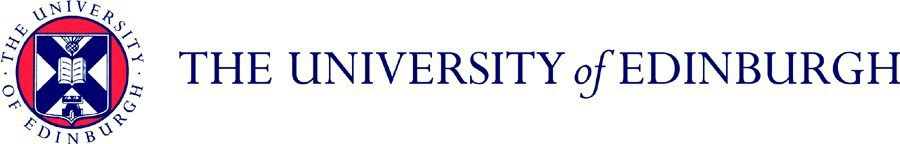 THE UNIVERSITY
OF EDINBURGH
THE UNIVERSITY of EDINBURGH